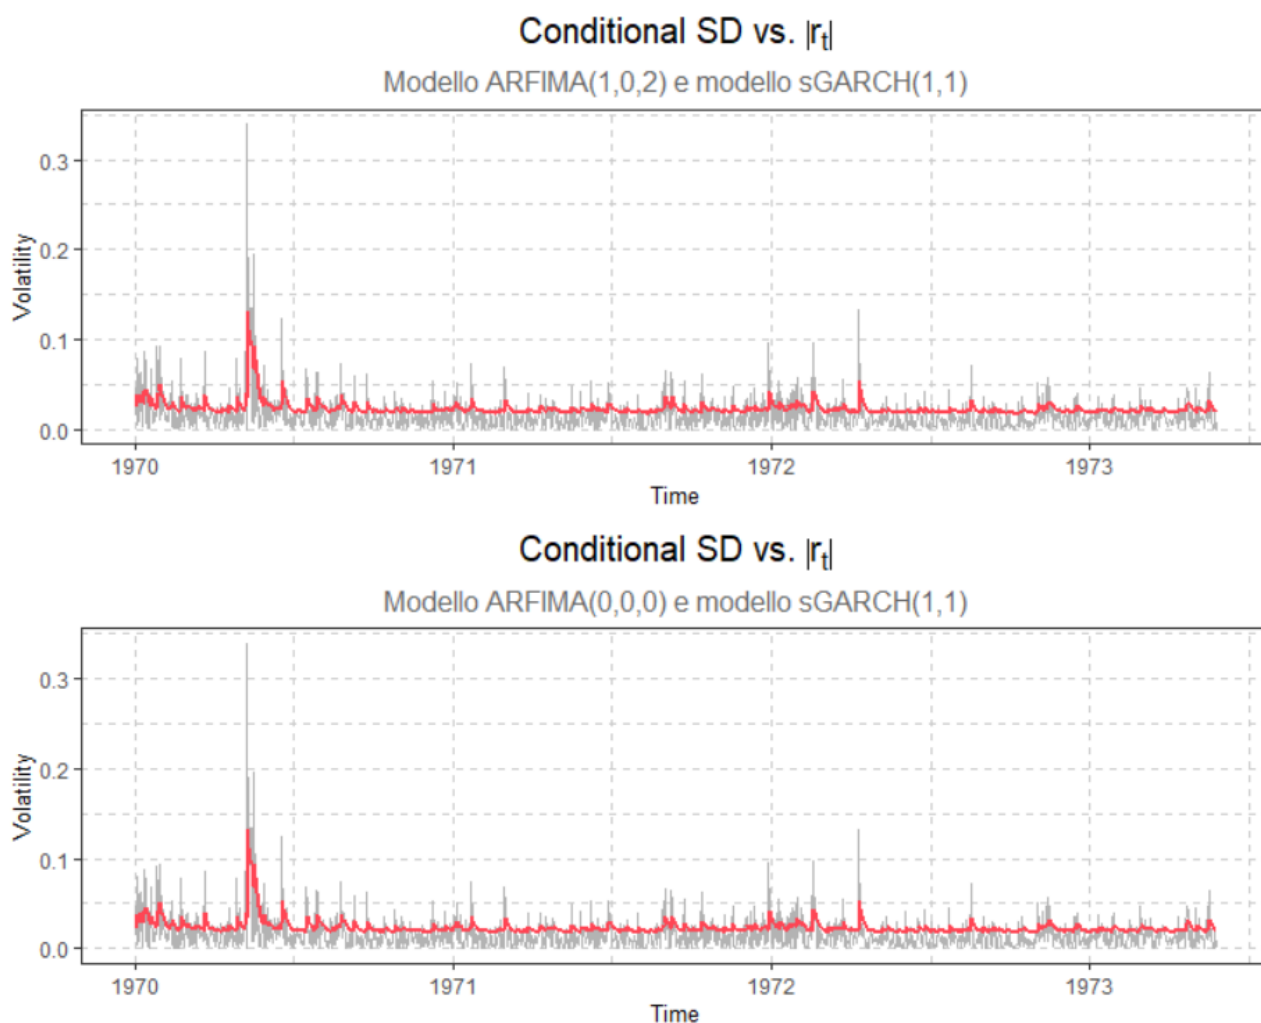 Conditional SD vs. |rₜ|
Modello ARFIMA(1,0,2) e modello sGARCH(1,1)
Volatility
0.3
0.2
0.1
0.0
1970 1971 1972 1973
Time
Conditional SD vs. |rₜ|
Modello ARFIMA(0,0,0) e modello sGARCH(1,1)
Volatility
0.3
0.2
0.1
0.0
1970 1971 1972 1973
Time